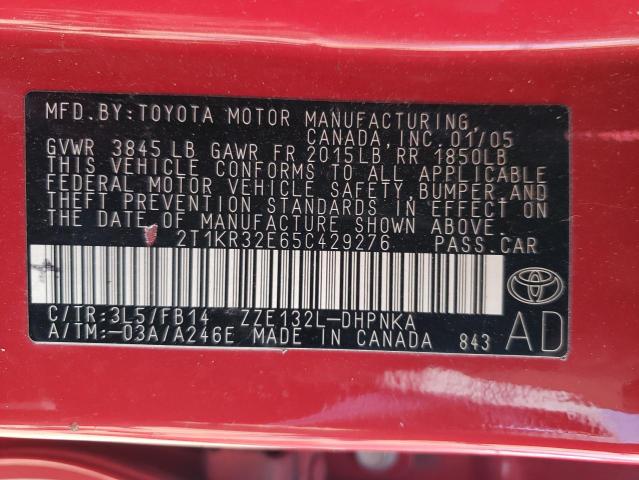 MFD.BY:TOYOTA MOTOR MANUFACTURING,
CANADA,INC.01/05
GVWR 3845 LB GAWR FR 2015LB RR 1850LB
THIS VEHICLE CONFORMS TO ALL APPLICABLE
FEDERAL MOTOR VEHICLE SAFETY,BUMPER,AND
THEFT PREVENTION STANDARDS IN EFFECT ON
THE DATE OF MANUFACTURE SHOWN ABOVE.
2T1KR32E65C429276 PASS.CAR
C/TR:3L5/FB14 ZZE132L-DHPNKA
A/TM:-03A/A246E MADE IN CANADA 843
AD